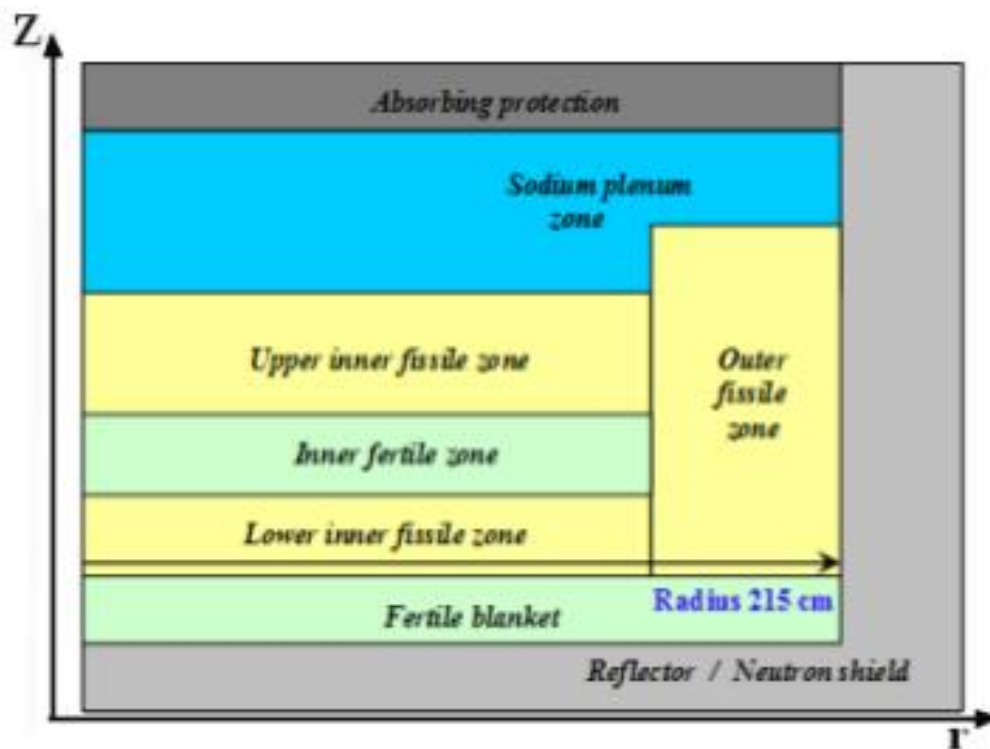 Z
Absorbing protection
Sodium plenum
zone
Upper inner fissile zone
Outer
fissile
zone
Inner fertile zone
Lower inner fissile zone
Radius 215 cm
Fertile blanket
Reflector / Neutron shield
r